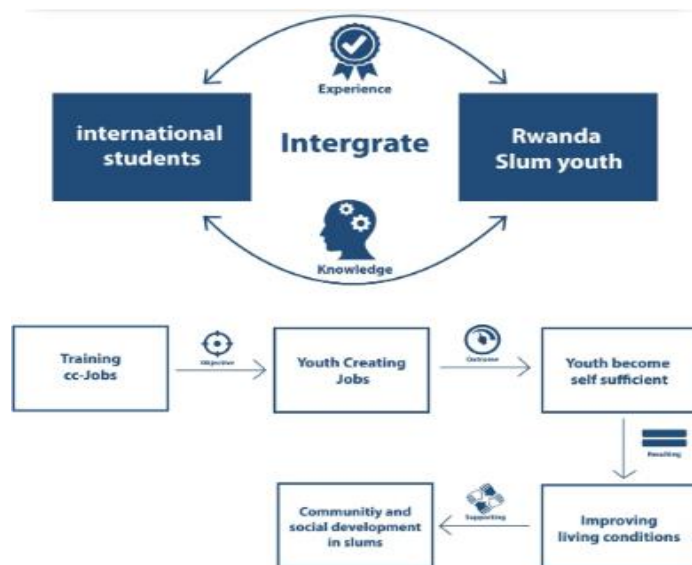 Experience
international
students
Intergrate
Rwanda
Slum youth
Knowledge
Training
cc-Jobs
Objective
Youth Creating
Jobs
Outcome
Youth become
self sufficient
Resulting
Improving
living conditions
Supporting
Communitiy and
social development
in slums